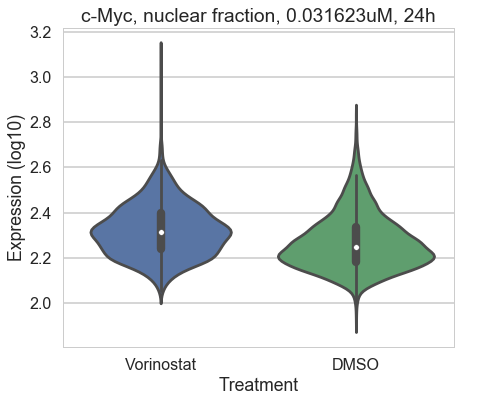 c-Myc, nuclear fraction, 0.031623uM, 24h
3.2
3.0
2.8
2.6
2.4
2.2
2.0
Expression (log10)
Vorinostat DMSO
Treatment